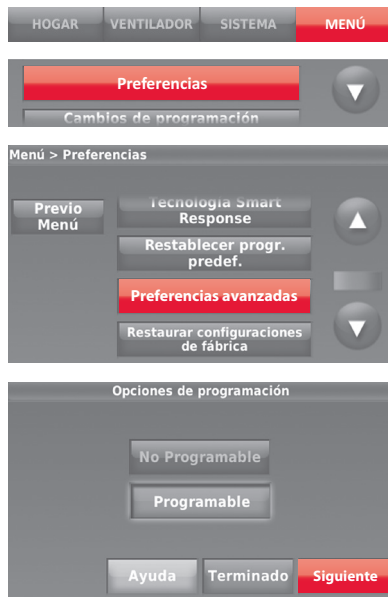 HOGAR VENTILADOR SISTEMA MENÚ
Preferencias
Cambios de programación
Menú > Preferencias
Previo
Menú
Tecnología Smart
Response
Restablecer progr.
predef.
Preferencias avanzadas
Restaurar configuraciones
de fábrica
Opciones de programación
No Programable
Programable
Ayuda Terminado Siguiente